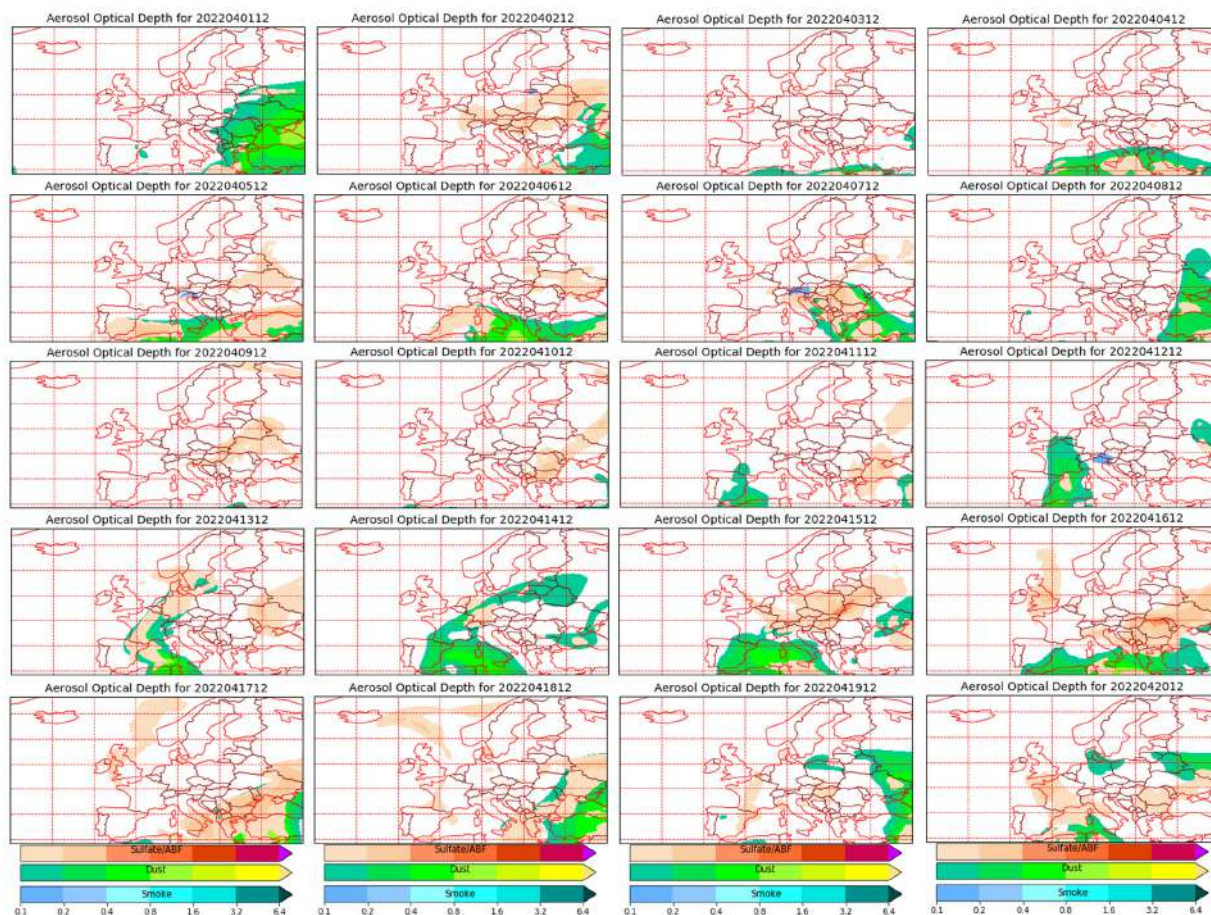 Aerosol Optical Depth for 2022040112
Aerosol Optical Depth for 2022040212
Aerosol Optical Depth for 2022040312
Aerosol Optical Depth for 2022040412
Aerosol Optical Depth for 2022040512
Aerosol Optical Depth for 2022040612
Aerosol Optical Depth for 2022040712
Aerosol Optical Depth for 2022040812
Aerosol Optical Depth for 2022040912
Aerosol Optical Depth for 2022041012
Aerosol Optical Depth for 2022041112
Aerosol Optical Depth for 2022041212
Aerosol Optical Depth for 2022041312
Aerosol Optical Depth for 2022041412
Aerosol Optical Depth for 2022041512
Aerosol Optical Depth for 2022041612
Aerosol Optical Depth for 2022041712
Aerosol Optical Depth for 2022041812
Aerosol Optical Depth for 2022041912
Aerosol Optical Depth for 2022042012
Sulfate/ABF
Sulfate/ABF
Sulfate/ABF
Sulfate/ABF
Dust
Dust
Dust
Dust
Smoke
Smoke
Smoke
Smoke
0.1 0.2 0.4 0.8 1.6 3.2 6.4
0.1 0.2 0.4 0.8 1.6 3.2 6.4
0.1 0.2 0.4 0.8 1.6 3.2 6.4
0.1 0.2 0.4 0.8 1.6 3.2 6.4